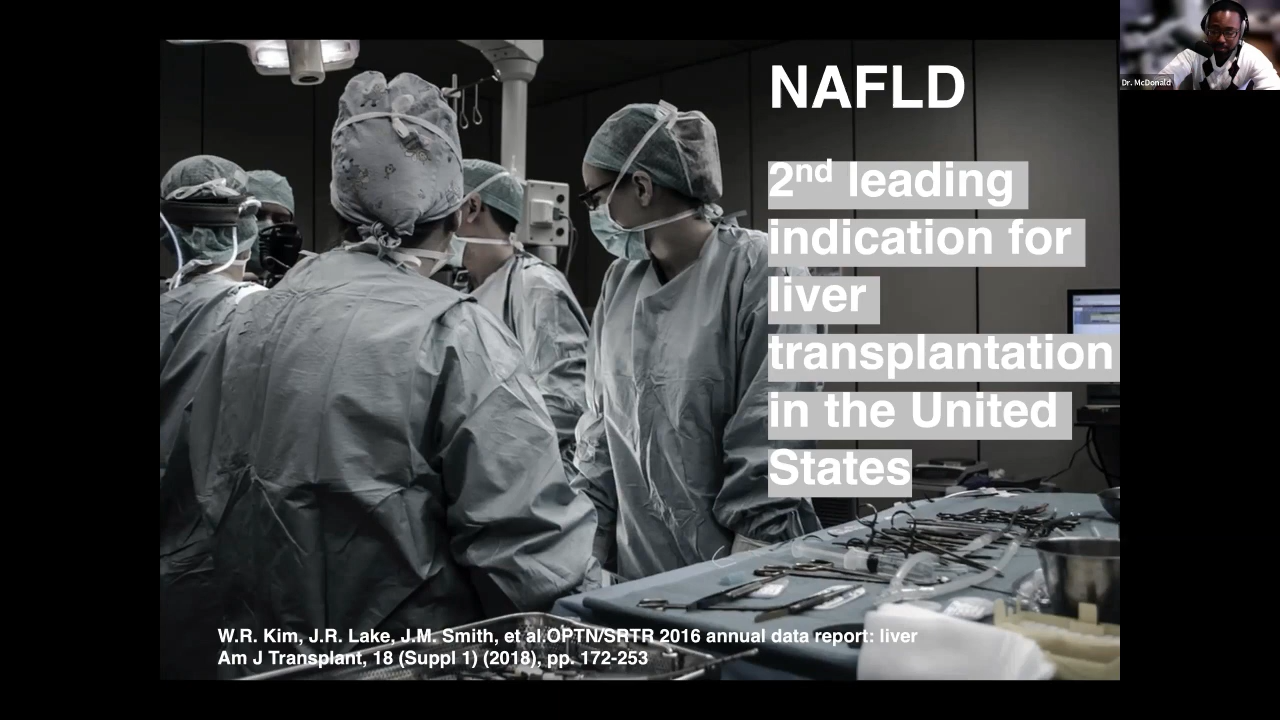 NAFLD
2nd leading
indication for
liver
transplantation
in the United
States
W.R. Kim, J.R. Lake, J.M. Smith, et al.OPTN/SRTR 2016 annual data report: liver
Am J Transplant, 18 (Suppl 1) (2018), pp. 172-253
Dr. McDonald